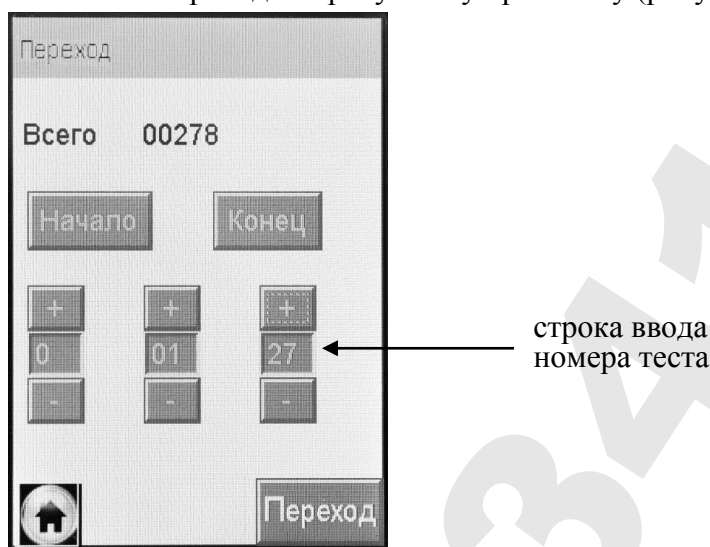 Переход
Всего 00278
Начало Конец
+ + +
0 01 27
- - -
Переход
строка ввода
номера теста